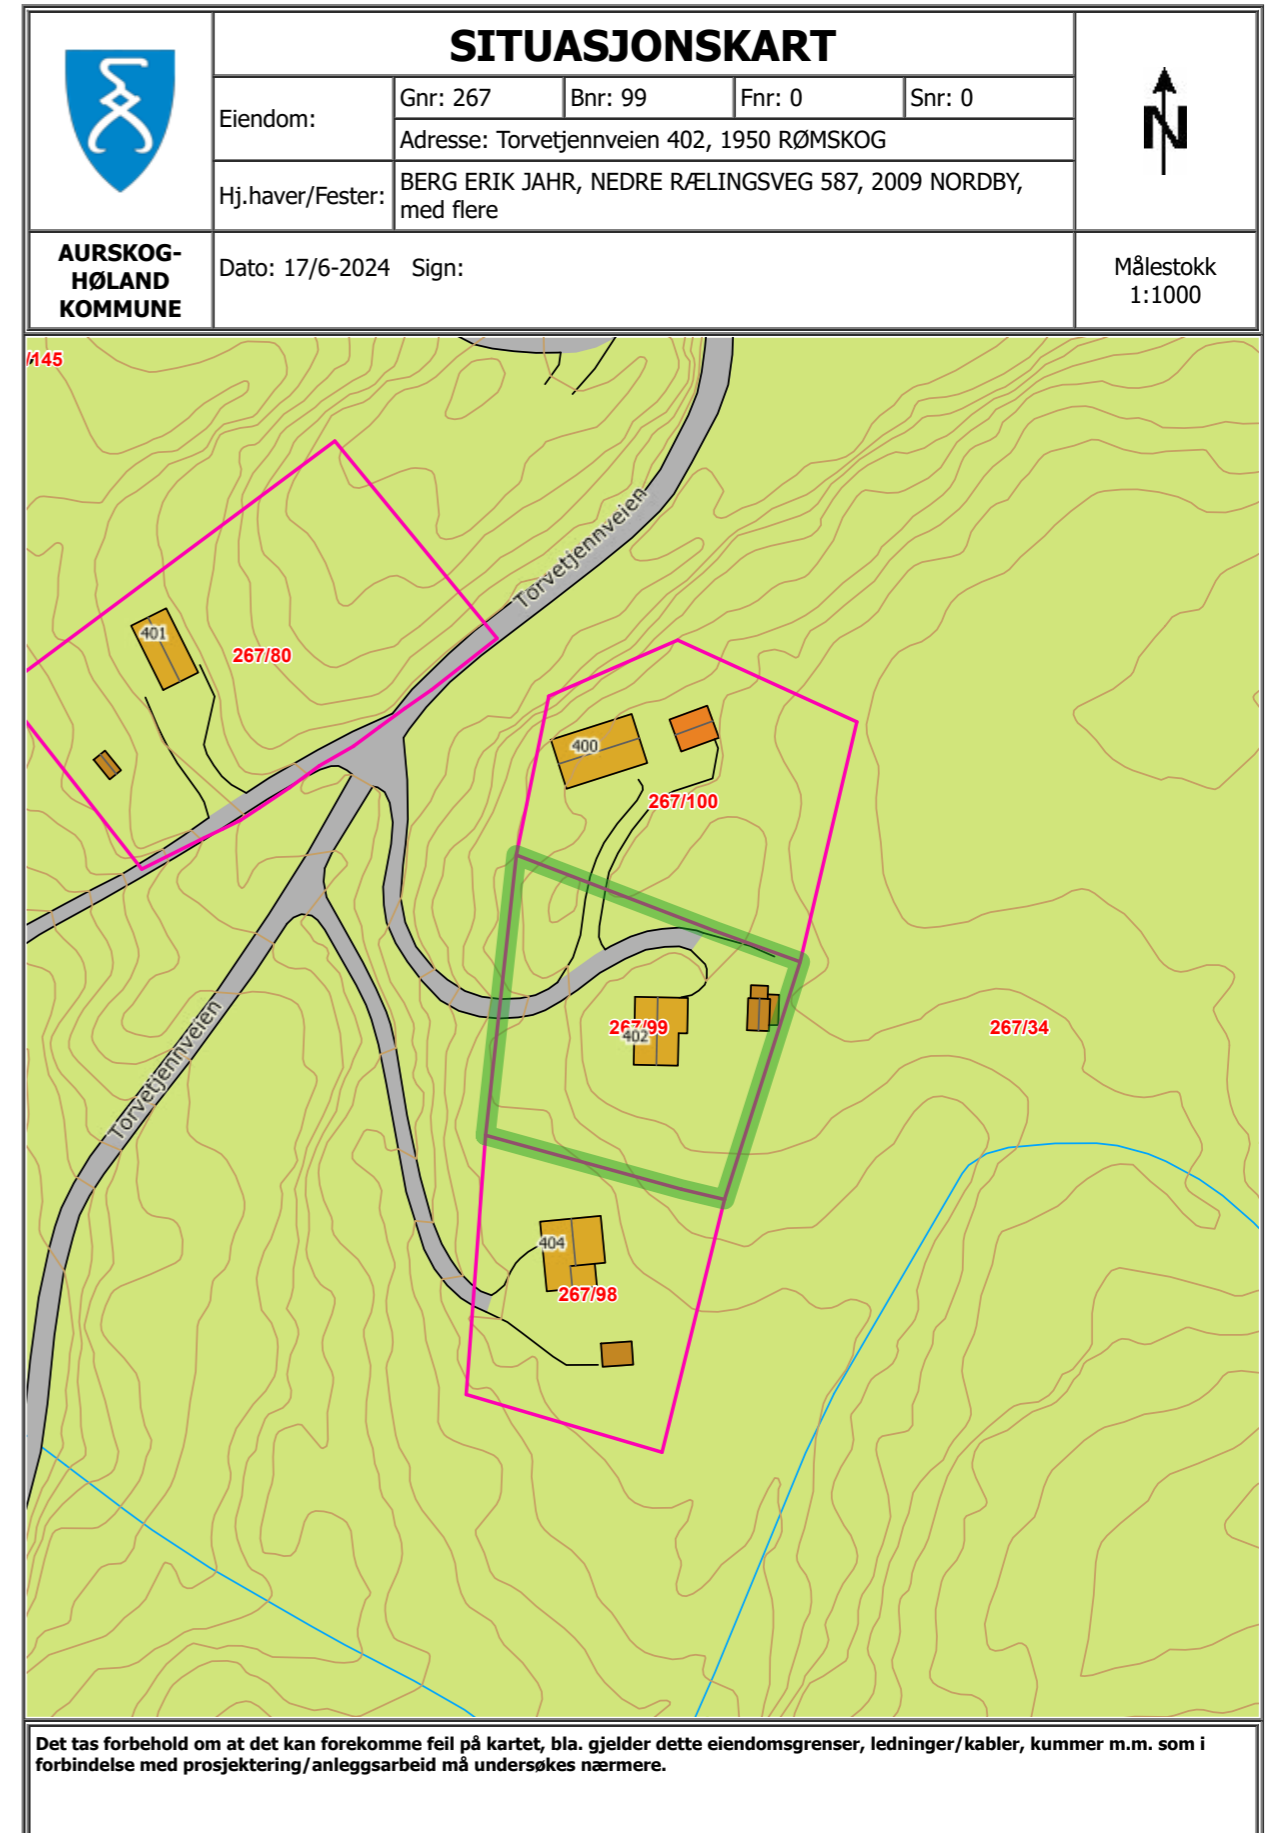 SITUASJONSKART
Eiendom:
Gnr: 267
Bnr: 99
Fnr: 0
Snr: 0
Adresse: Torvetjennveien 402, 1950 RØMSKOG
Hj.haver/Fester:
BERG ERIK JAHR, NEDRE RÆLINGSVEG 587, 2009 NORDBY,
med flere
N
AURSKOG-
HØLAND
KOMMUNE
Dato: 17/6-2024 Sign:
Målestokk
1:1000
/145
Torvetjennveien
401
267/80
400
267/100
267/99
402
267/34
Torvetjennveien
404
267/98
Det tas forbehold om at det kan forekomme feil på kartet, bla. gjelder dette eiendomsgrenser, ledninger/kabler, kummer m.m. som i
forbindelse med prosjektering/anleggsarbeid må undersøkes nærmere.